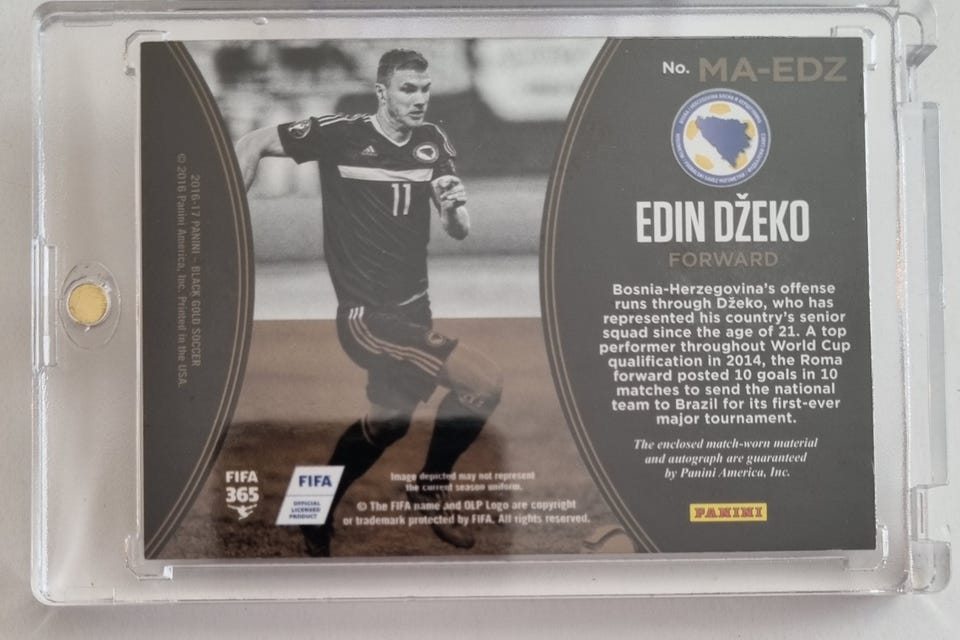 No. MA-EDZ
EDIN DŽEKO
FORWARD
Bosnia-Herzegovina's offense
runs through Džeko, who has
represented his country's senior
squad since the age of 21. A top
performer throughout World Cup
qualification in 2014, the Roma
forward posted 10 goals in 10
matches to send the national
team to Brazil for its first-ever
major tournament.
The enclosed match-worn material
and autograph are guaranteed
by Panini America, Inc.
PANINI
2016-17 PANINI – BLACK GOLD SOCCER
© 2016 Panini America, Inc. Printed in the USA.
11
FIFA
365
FIFA
OFFICIAL
LICENSED
PRODUCT
Image depicted may not represent
the current season uniform.
© The FIFA name and OLP Logo are copyright
or trademark protected by FIFA. All rights reserved.